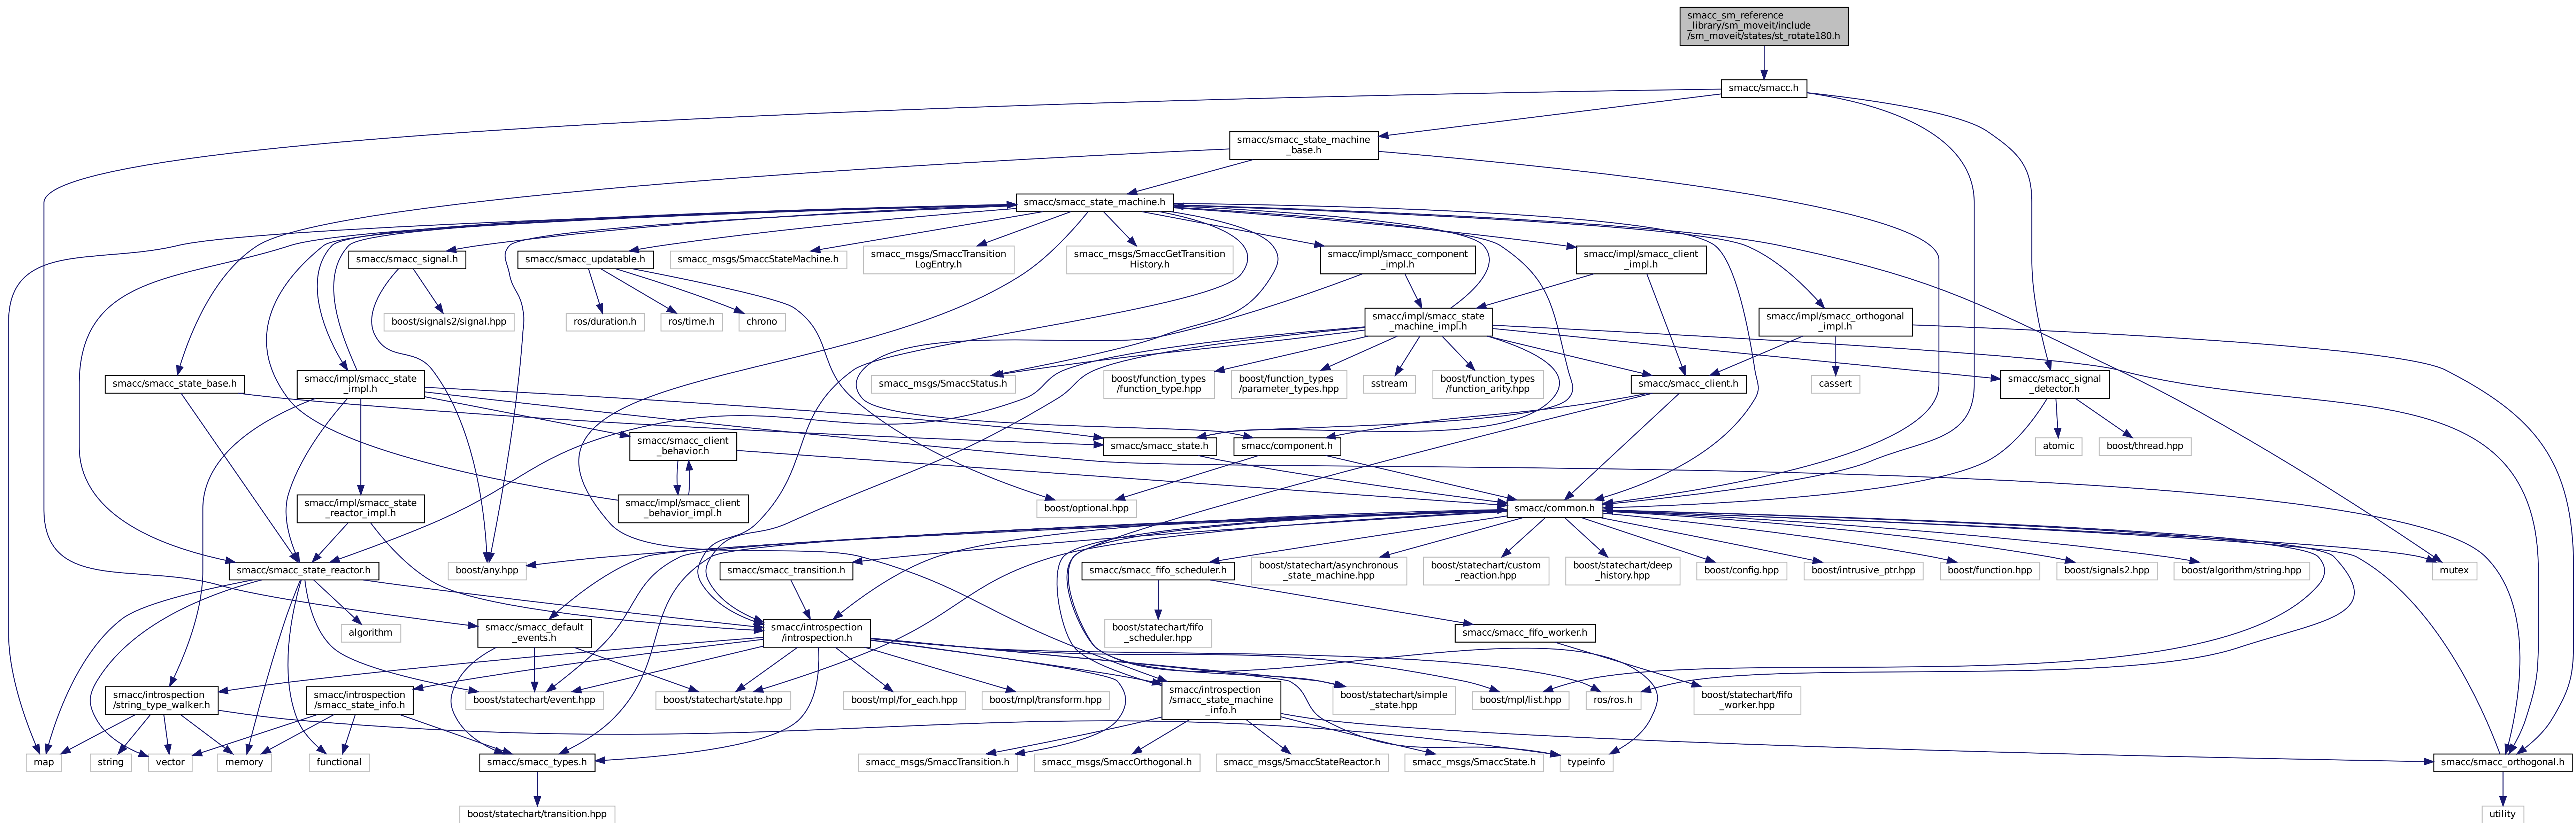 smacc_sm_reference
_library/sm_moveit/include
/sm_moveit/states/st_rotate180.h
smacc/smacc.h
smacc/smacc_state_machine
_base.h
smacc/smacc_state_machine.h
smacc/smacc_signal.h
smacc/smacc_updatable.h
smacc_msgs/SmaccStateMachine.h
smacc_msgs/SmaccTransition
LogEntry.h
smacc_msgs/SmaccGetTransition
History.h
smacc/impl/smacc_component
_impl.h
smacc/impl/smacc_client
_impl.h
boost/signals2/signal.hpp
ros/duration.h
ros/time.h
chrono
smacc/impl/smacc_state
_machine_impl.h
smacc/impl/smacc_orthogonal
_impl.h
smacc/smacc_state_base.h
smacc/impl/smacc_state
_impl.h
smacc_msgs/SmaccStatus.h
boost/function_types
/function_type.hpp
boost/function_types
/parameter_types.hpp
sstream
boost/function_types
/function_arity.hpp
smacc/smacc_client.h
cassert
smacc/smacc_signal
_detector.h
smacc/smacc_client
_behavior.h
smacc/smacc_state.h
smacc/component.h
atomic
boost/thread.hpp
smacc/impl/smacc_state
_reactor_impl.h
smacc/impl/smacc_client
_behavior_impl.h
boost/optional.hpp
smacc/common.h
smacc/smacc_state_reactor.h
boost/any.hpp
smacc/smacc_transition.h
smacc/smacc_fifo_scheduler.h
boost/statechart/asynchronous
_state_machine.hpp
boost/statechart/custom
_reaction.hpp
boost/statechart/deep
_history.hpp
boost/config.hpp
boost/intrusive_ptr.hpp
boost/function.hpp
boost/signals2.hpp
boost/algorithm/string.hpp
mutex
algorithm
smacc/smacc_default
_events.h
smacc/introspection
/introspection.h
boost/statechart/fifo
_scheduler.hpp
smacc/smacc_fifo_worker.h
smacc/introspection
/string_type_walker.h
smacc/introspection
/smacc_state_info.h
boost/statechart/event.hpp
boost/statechart/state.hpp
boost/mpl/for_each.hpp
boost/mpl/transform.hpp
smacc/introspection
/smacc_state_machine
_info.h
boost/statechart/simple
_state.hpp
boost/mpl/list.hpp
ros/ros.h
boost/statechart/fifo
_worker.hpp
map
string
vector
memory
functional
smacc/smacc_types.h
smacc_msgs/SmaccTransition.h
smacc_msgs/SmaccOrthogonal.h
smacc_msgs/SmaccStateReactor.h
smacc_msgs/SmaccState.h
typeinfo
smacc/smacc_orthogonal.h
boost/statechart/transition.hpp
utility